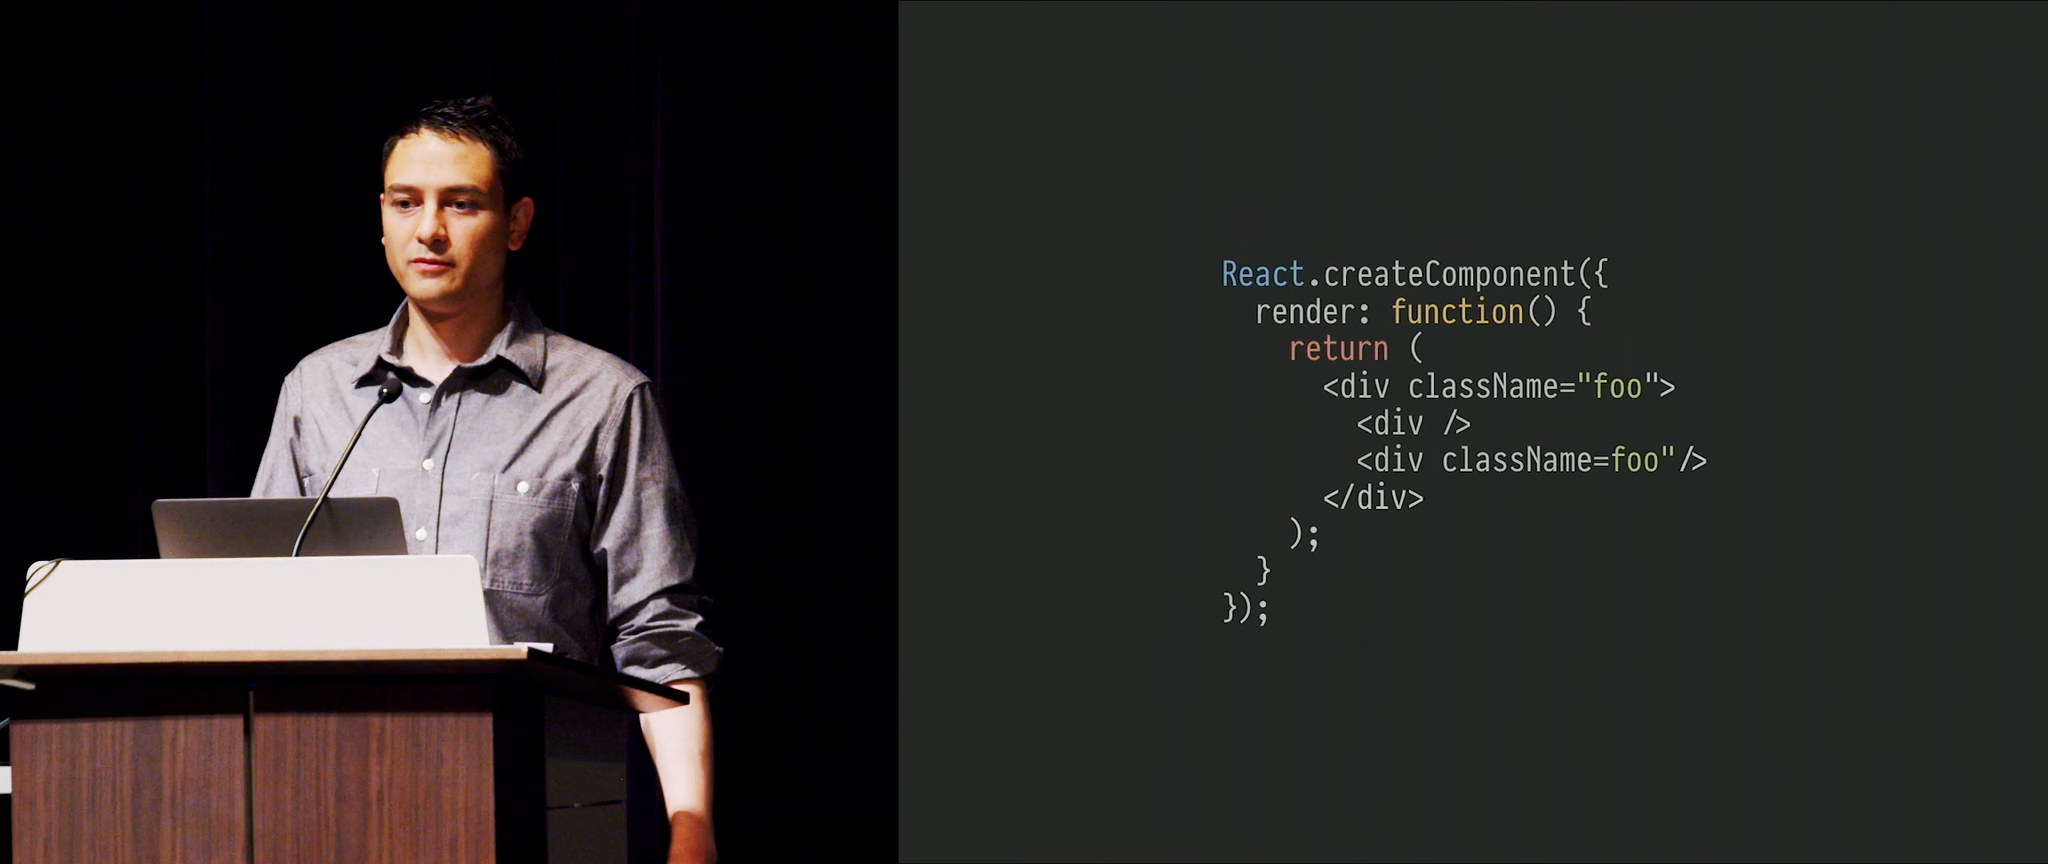 React.createComponent({
render: function() {
return (
<div className="foo">
<div />
<div className=foo"/>
</div>
);
}
});